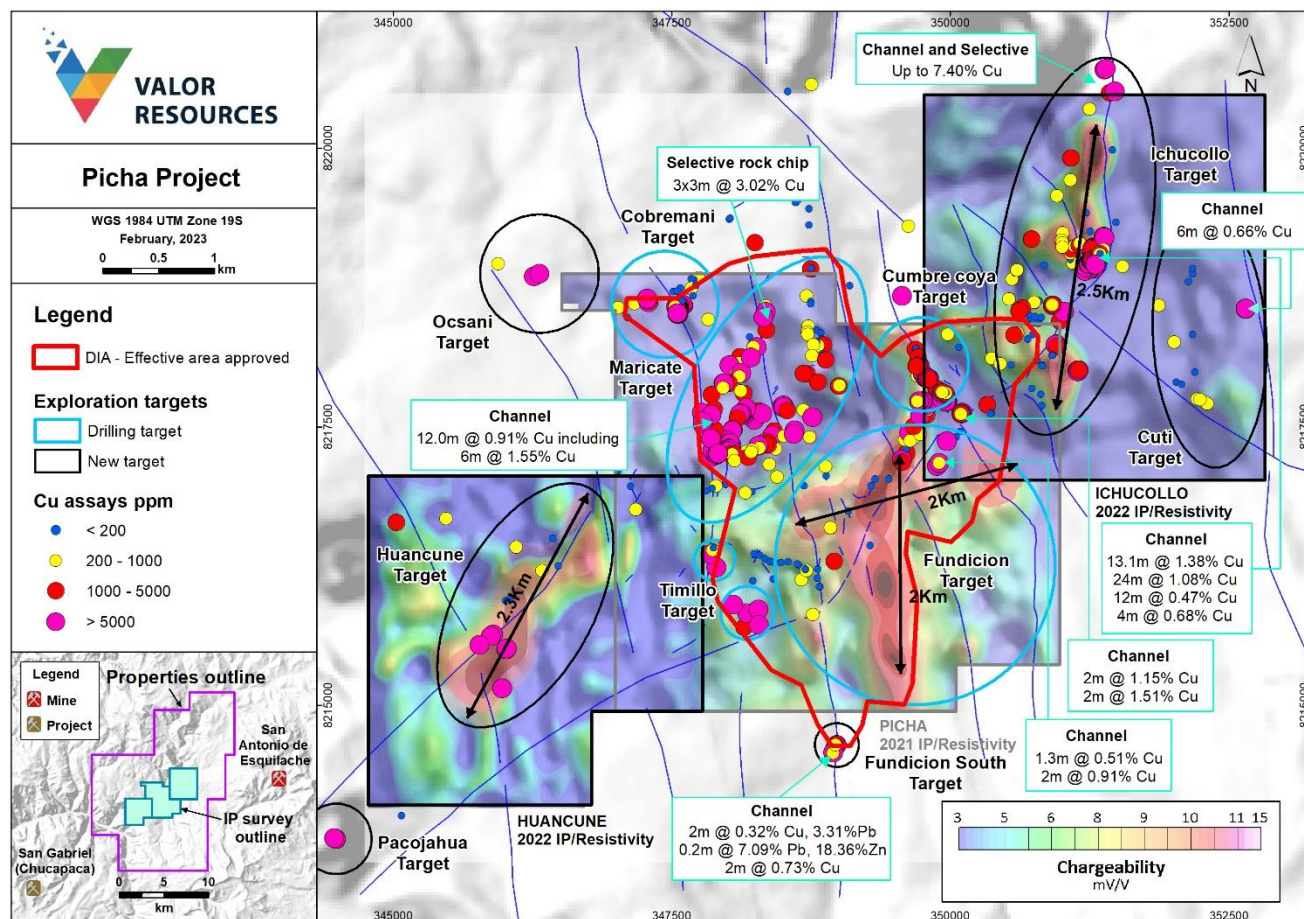 VALOR
RESOURCES
Picha Project
WGS 1984 UTM Zone 19S
February, 2023
0 0.5 1
km
Legend
DIA - Effective area approved
Exploration targets
Drilling target
New target
Cu assays ppm
< 200
200 - 1000
1000 - 5000
> 5000
Legend
Mine
Project
Properties outline
San
Antonio de
Esquilache
IP survey
outline
San Gabriel
(Chucapaca)
0 5 10
km
345000
347500
350000
352500
8220000
8217500
8215000
8220000
8217500
8215000
345000
347500
350000
352500
N
Channel and Selective
Up to 7.40% Cu
Selective rock chip
3x3m @ 3.02% Cu
Ichucollo
Target
Channel
6m @ 0.66% Cu
Cobremani
Target
Cumbre coya
Target
2.5Km
Ocsani
Target
Maricate
Target
Channel
12.0m @ 0.91% Cu including
6m @ 1.55% Cu
Cuti
Target
ICHUCOLLO
2022 IP/Resistivity
2Km
Huancune
Target
2.3Km
Fundicion
Target
2Km
Timillo
Target
Channel
13.1m @ 1.38% Cu
24m @ 1.08% Cu
12m @ 0.47% Cu
4m @ 0.68% Cu
Channel
2m @ 1.15% Cu
2m @ 1.51% Cu
PICHA
2021 IP/Resistivity
Fundicion South
Target
Channel
1.3m @ 0.51% Cu
2m @ 0.91% Cu
Channel
2m @ 0.32% Cu, 3.31%Pb
0.2m @ 7.09% Pb, 18.36%Zn
2m @ 0.73% Cu
HUANCUNE
2022 IP/Resistivity
Pacojahua
Target
3 5 6 8 9 10 11 15
Chargeability
mV/V